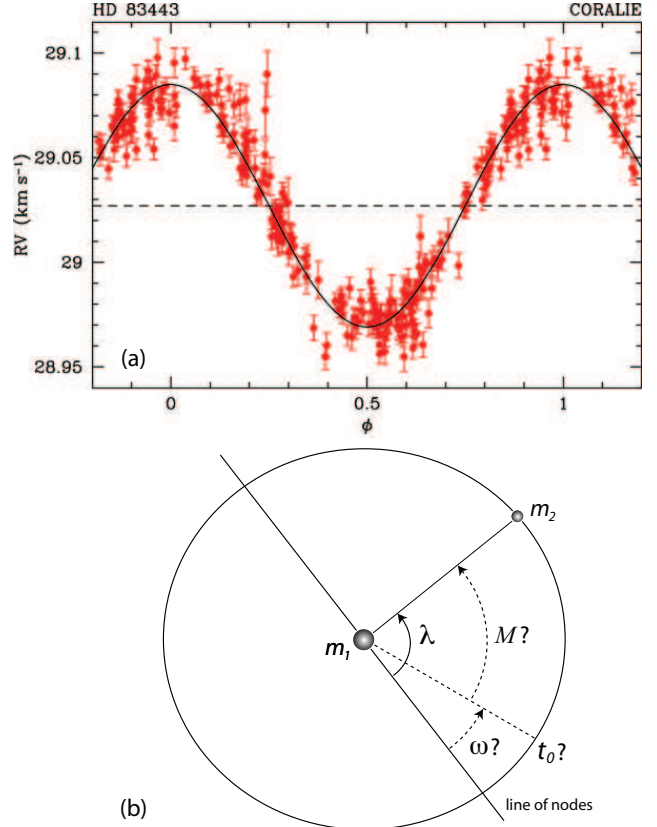 HD 83443 CORALIE
29.1
29.05
29
28.95
RV (km s⁻¹)
(a)
0 0.5 1
ϕ
m₂
m₁
λ
M?
ω?
t₀?
line of nodes
(b)